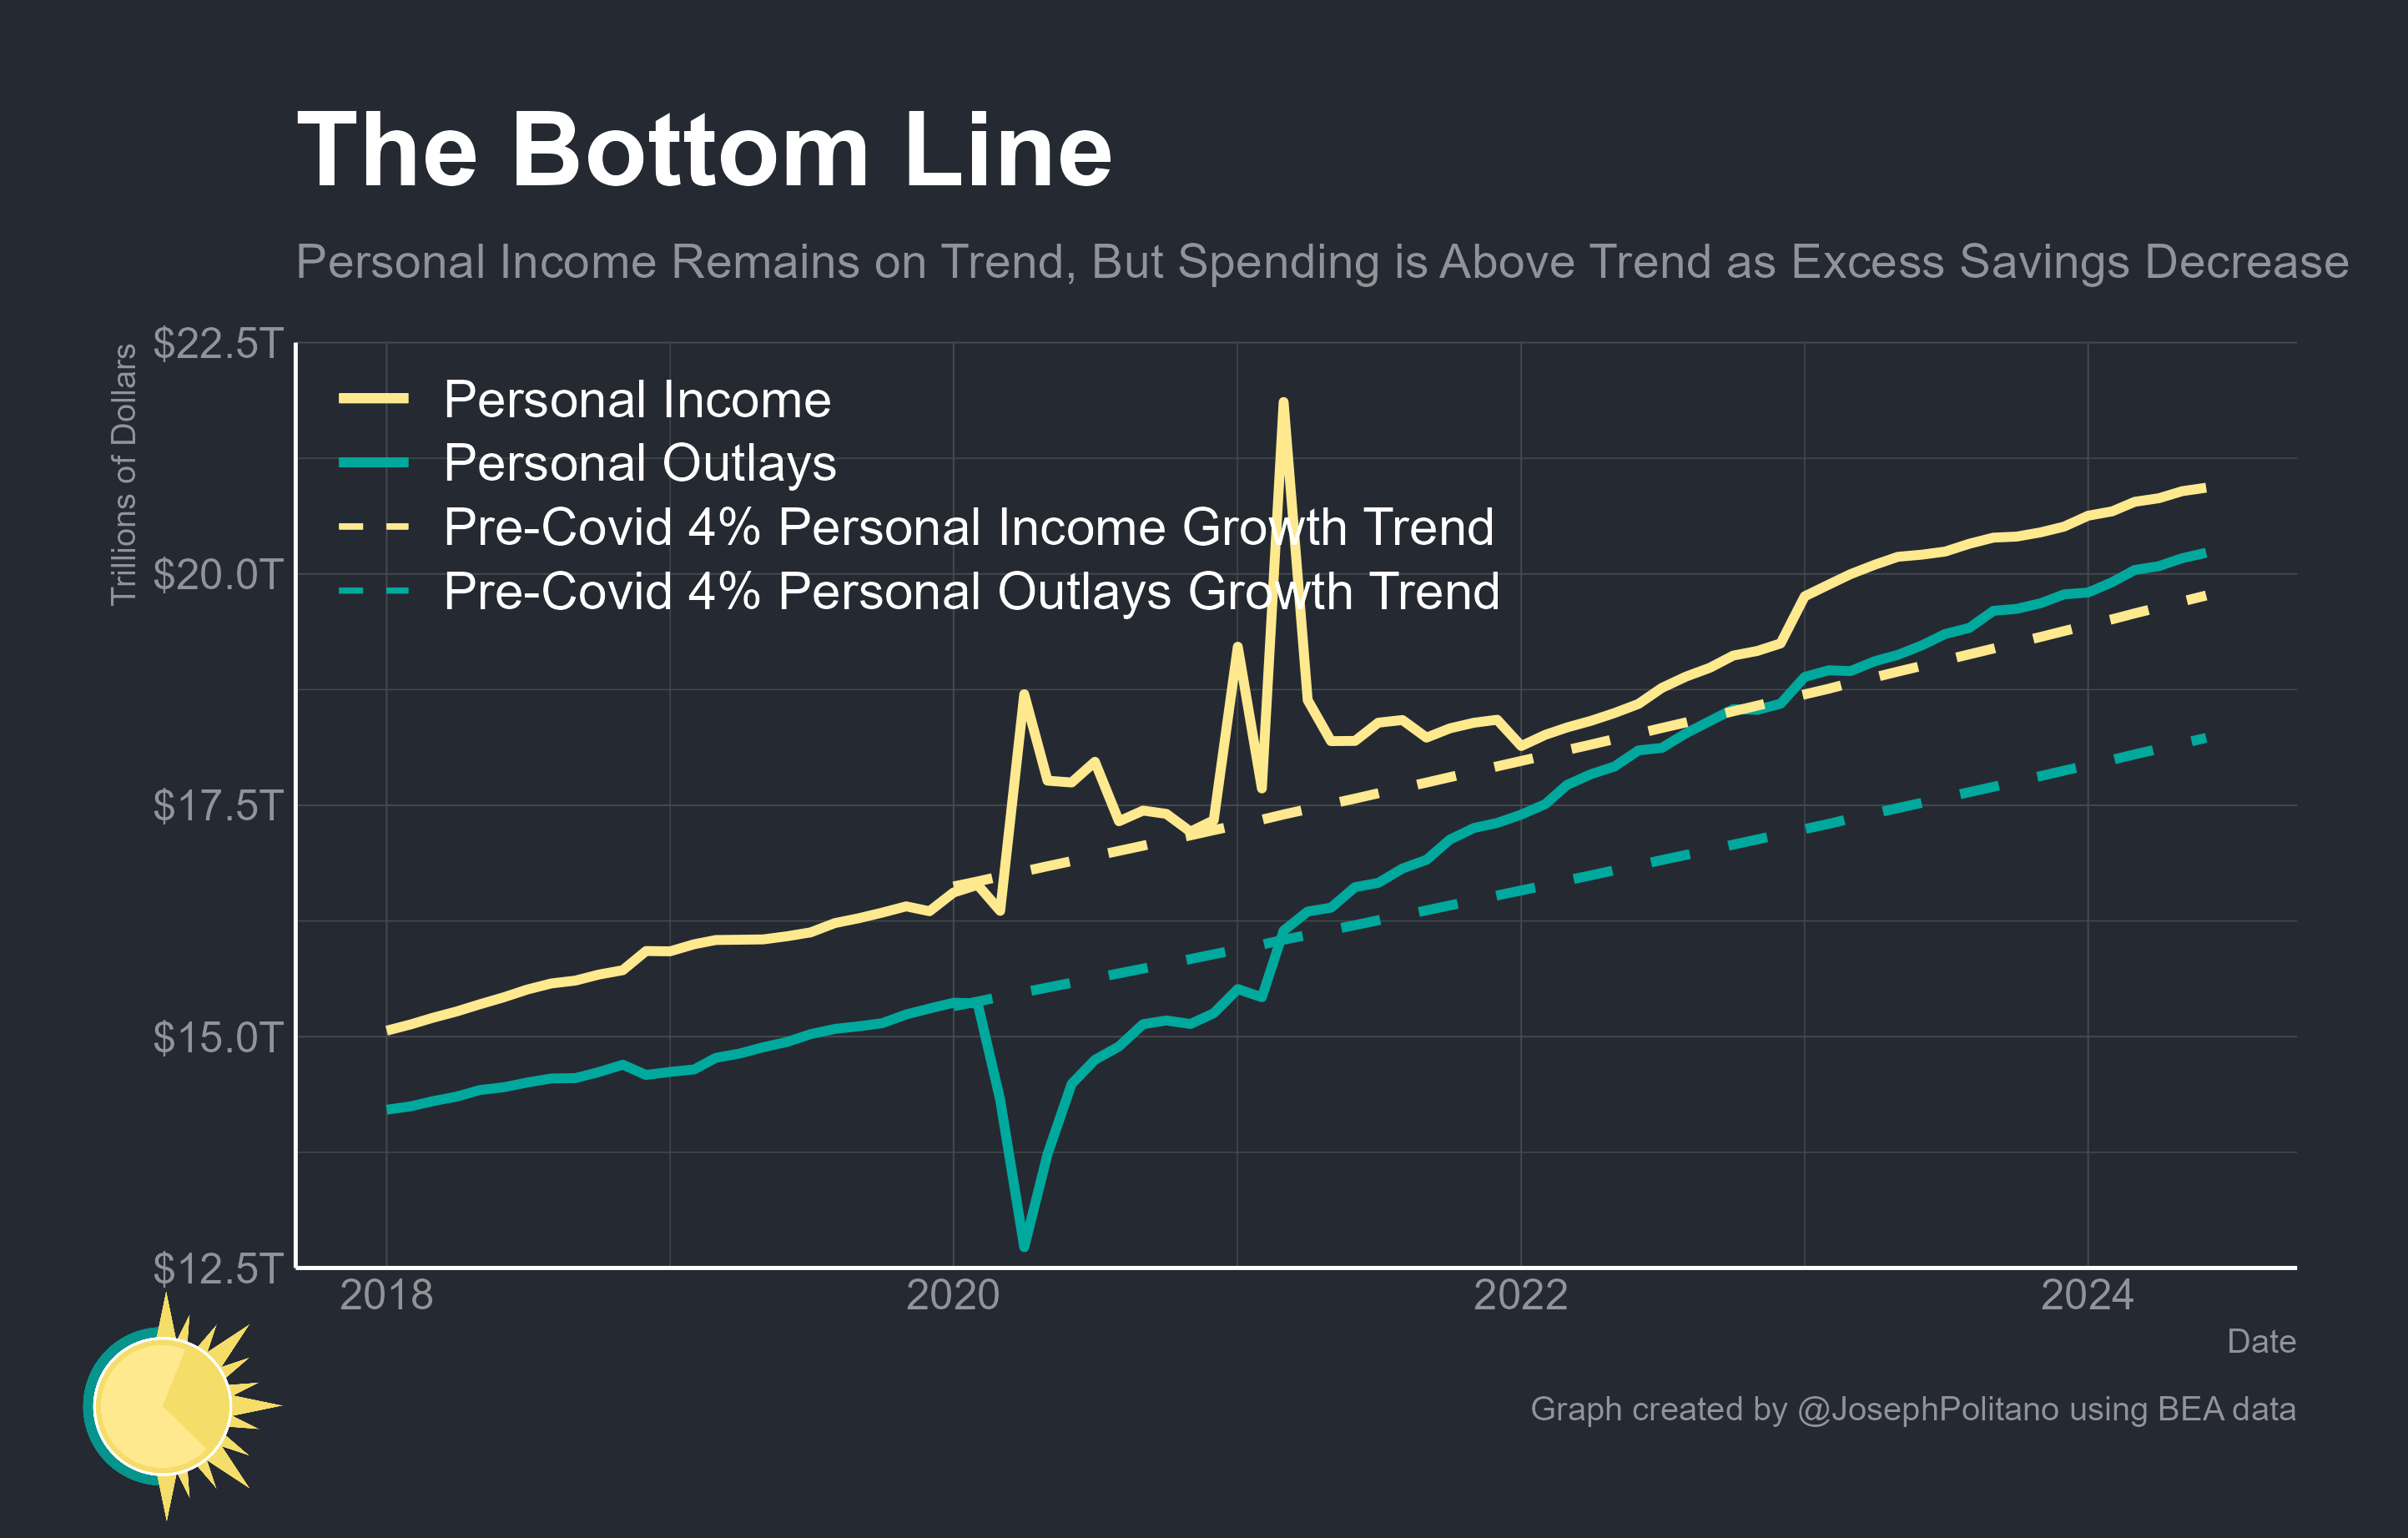 The Bottom Line
Personal Income Remains on Trend, But Spending is Above Trend as Excess Savings Decrease
Trillions of Dollars
$22.5T
$20.0T
$17.5T
$15.0T
$12.5T
Personal Income
Personal Outlays
Pre-Covid 4% Personal Income Growth Trend
Pre-Covid 4% Personal Outlays Growth Trend
2018
2020
2022
2024
Date
Graph created by @JosephPolitano using BEA data